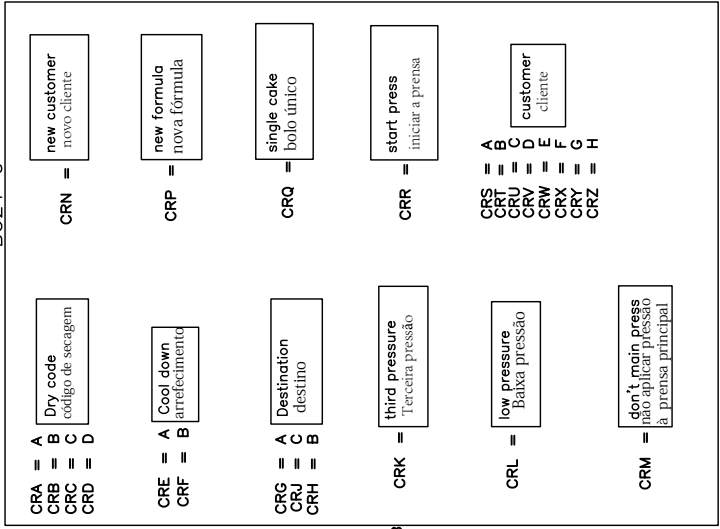 CRA = A
CRB = B
CRC = C
CRD = D
Dry code
código de secagem
CRE = A
CRF = B
Cool down
arrefecimento
CRG = A
CRJ = C
CRH = B
Destination
destino
CRK = third pressure
Terceira pressão
CRL = low pressure
Baixa pressão
CRM = don't main press
não aplicar pressão
à prensa principal
CRN = new customer
novo cliente
CRP = new formula
nova fórmula
CRQ = single cake
bolo único
CRR = start press
iniciar a prensa
CRS = A
CRT = B
CRU = C
CRV = D
CRW = E
CRX = F
CRY = G
CRZ = H
customer
cliente